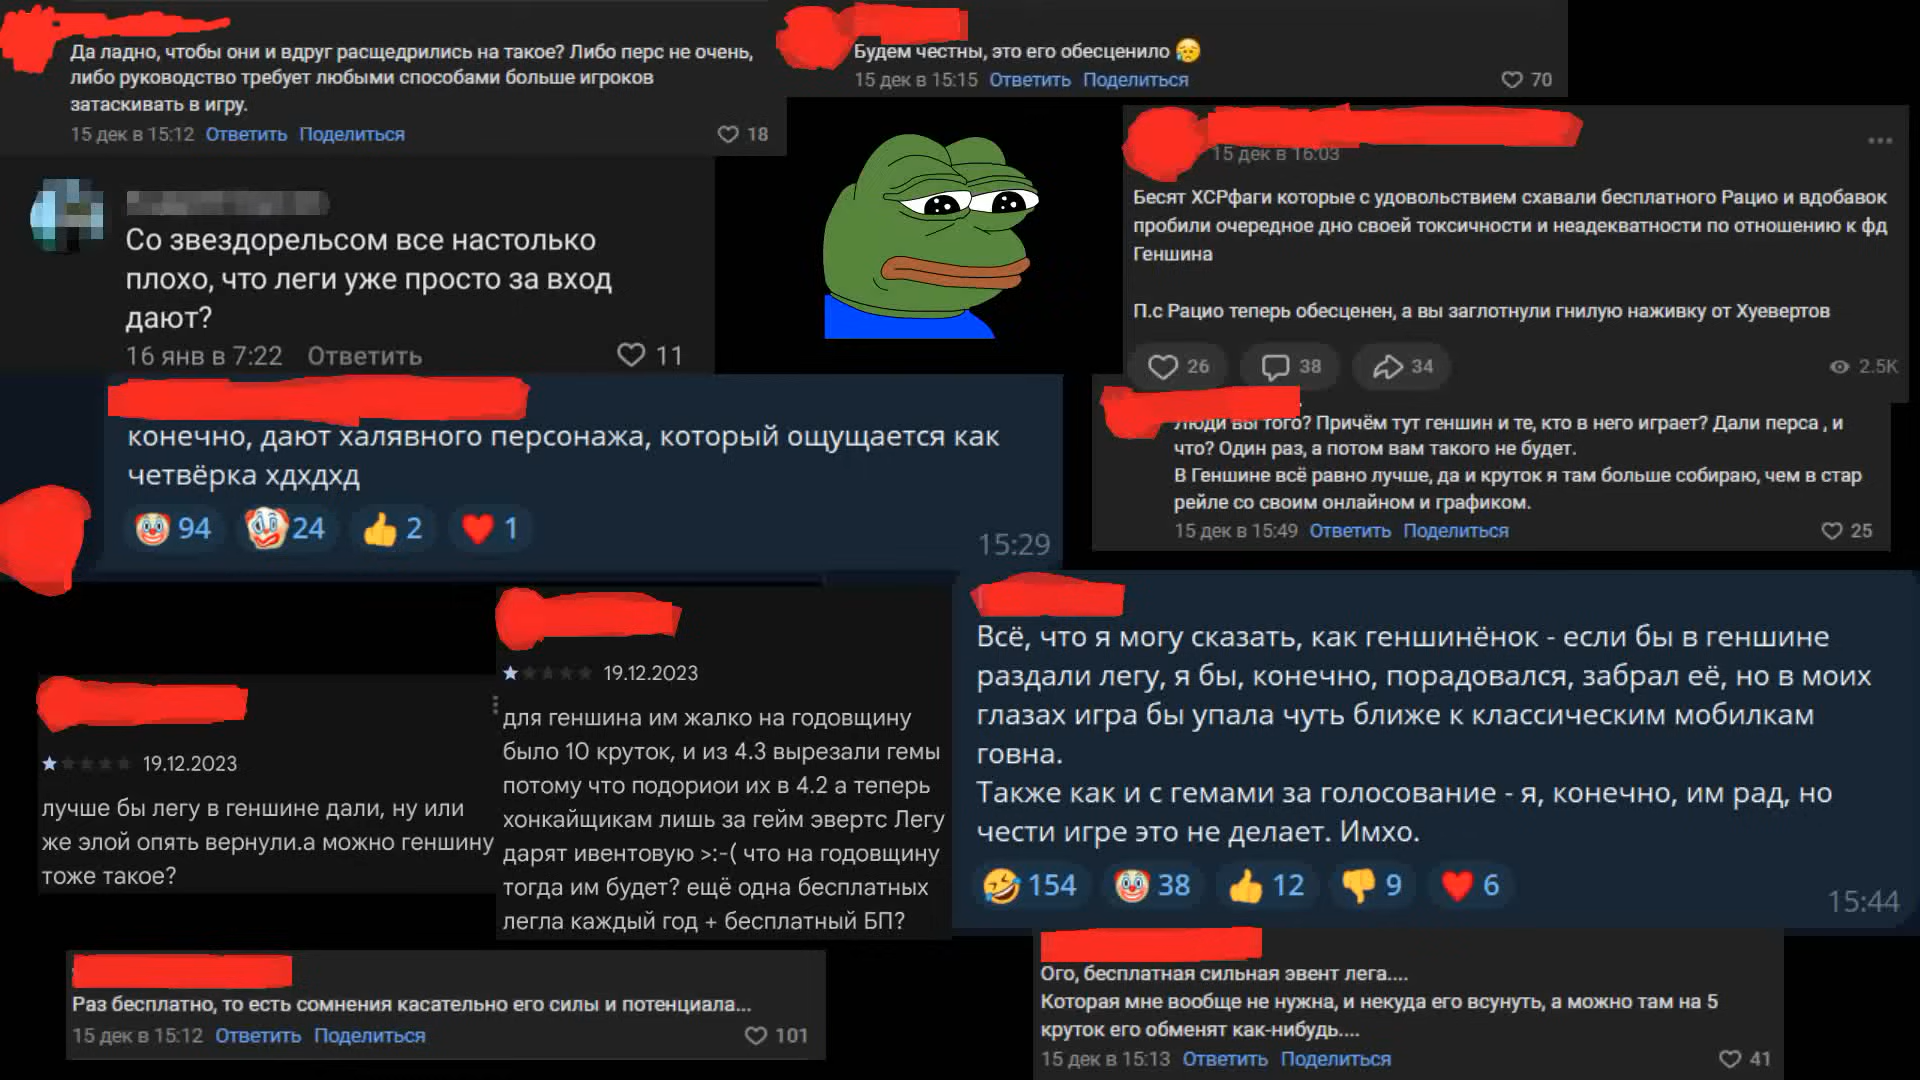 Да ладно, чтобы они и вдруг расщедрились на такое? Либо перс не очень,
либо руководство требует любыми способами больше игроков
затаскивать в игру.
15 дек в 15:12 Ответить Поделиться 18
Будем честны, это его обесценило 😥
15 дек в 15:15 Ответить Поделиться 70
Со звездорельсом все настолько
плохо, что леги уже просто за вход
дают?
16 янв в 7:22 Ответить 11
15 дек в 16:03
Бесят ХСРфаги которые с удовольствием схавали бесплатного Рацио и вдобавок
пробили очередное дно своей токсичности и неадекватности по отношению к фд
Геншина
П.с Рацио теперь обесценен, а вы заглотнули гнилую наживку от Хуевертов
26 38 34 2.5K
конечно, дают халявного персонажа, который ощущается как
четвёрка хдхдхд
🤡 94 🤡 24 👍 2 ❤ 1
15:29
Люди вы того? Причём тут геншин и те, кто в него играет? Дали перса , и
что? Один раз, а потом вам такого не будет.
В Геншине всё равно лучше, да и круток я там больше собираю, чем в стар
рейле со своим онлайном и графиком.
15 дек в 15:49 Ответить Поделиться 25
19.12.2023
лучше бы легу в геншине дали, ну или
же элой опять вернули.а можно геншину
тоже такое?
19.12.2023
для геншина им жалко на годовщину
было 10 круток, и из 4.3 вырезали гемы
потому что подориои их в 4.2 а теперь
хонкайщикам лишь за гейм эвертс Легу
дарят ивентовую >:-( что на годовщину
тогда им будет? ещё одна бесплатных
легла каждый год + бесплатный БП?
Всё, что я могу сказать, как геншинёнок - если бы в геншине
раздали легу, я бы, конечно, порадовался, забрал её, но в моих
глазах игра бы упала чуть ближе к классическим мобилкам
говна.
Также как и с гемами за голосование - я, конечно, им рад, но
чести игре это не делает. Имхо.
🤣 154 🤡 38 👍 12 👎 9 ❤ 6
15:44
Раз бесплатно, то есть сомнения касательно его силы и потенциала...
15 дек в 15:12 Ответить Поделиться 101
Ого, бесплатная сильная эвент лега....
Которая мне вообще не нужна, и некуда его всунуть, а можно там на 5
круток его обменят как-нибудь....
15 дек в 15:13 Ответить Поделиться 41